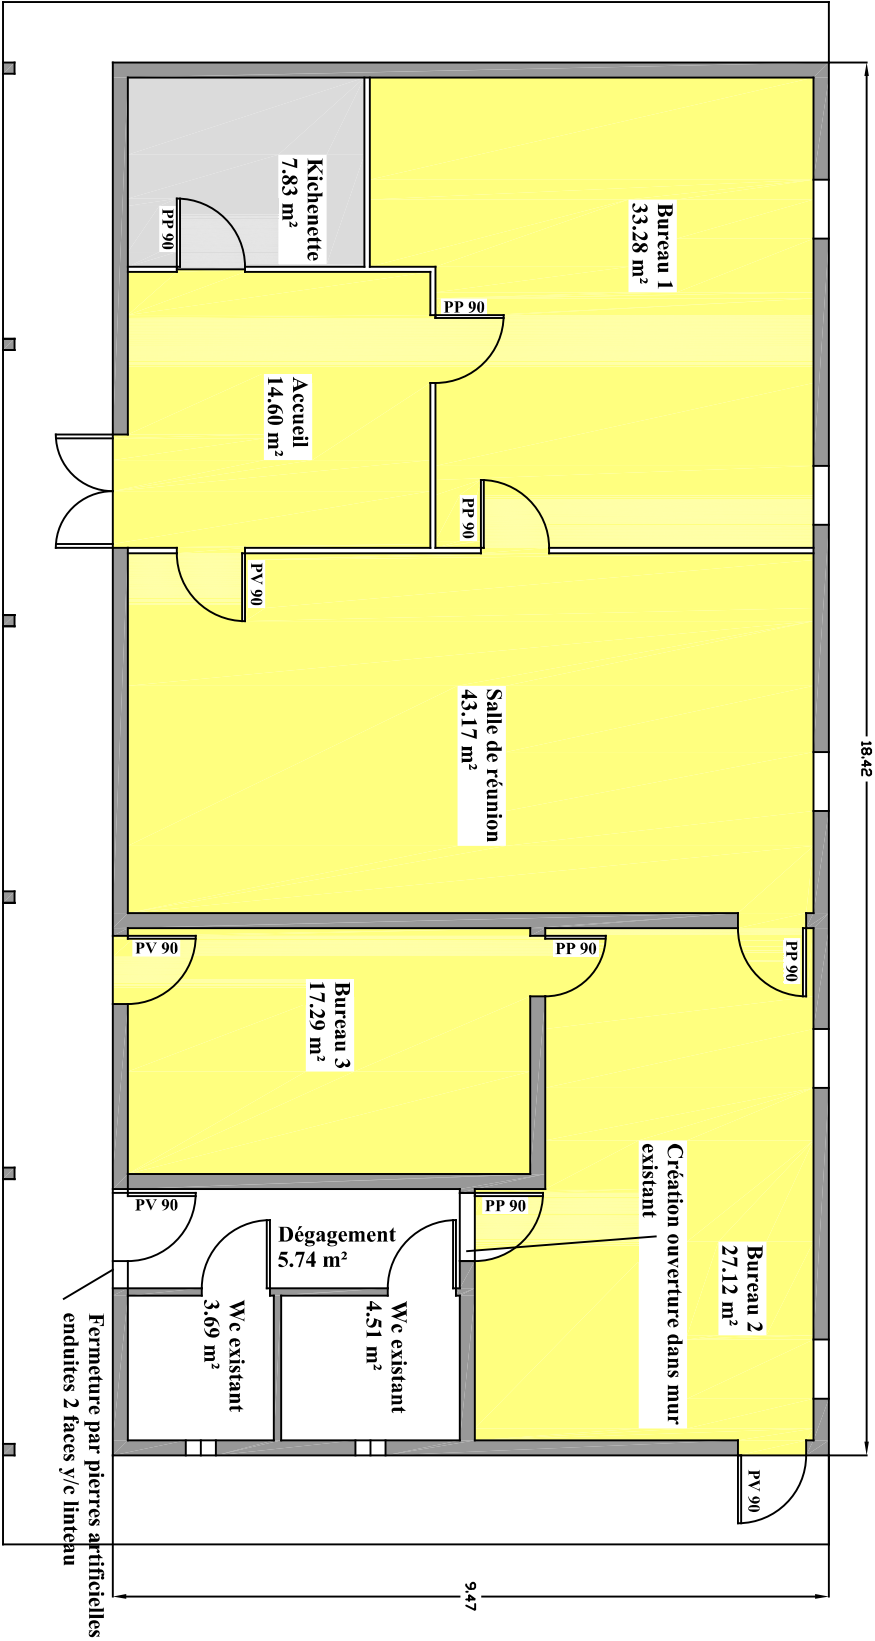 Kichenette
7.83 m²
PP 90
Bureau 1
33.28 m²
PP 90
Accueil
14.60 m²
PP 90
PV 90
Salle de réunion
43.17 m²
18.42
PV 90
PP 90
PP 90
Bureau 3
17.29 m²
Création ouverture dans mur
existant
PV 90
PP 90
Dégagement
5.74 m²
Bureau 2
27.12 m²
Wc existant
3.69 m²
Wc existant
4.51 m²
Fermeture par pierres artificielles
enduites 2 faces y/c linteau
PV 90
9.47